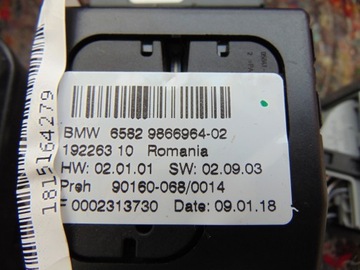 BMW 6582 9866964-02
192263 10 Romania
HW: 02.01.01 SW: 02.09.03
Preh 90160-068/0014
F 0002313730 Date: 09.01.18
1815164279